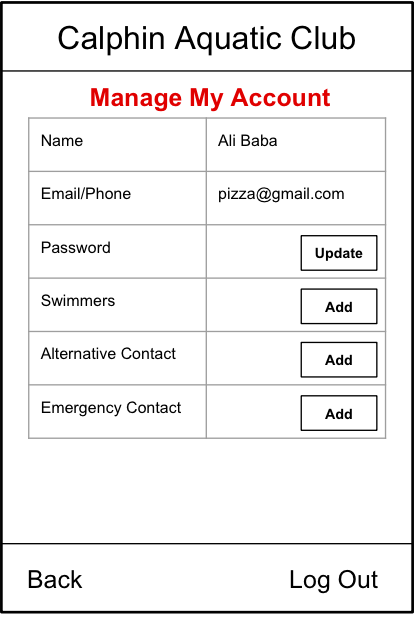 Calphin Aquatic Club
Manage My Account
Name Ali Baba
Email/Phone pizza@gmail.com
Password Update
Swimmers Add
Alternative Contact Add
Emergency Contact Add
Back Log Out